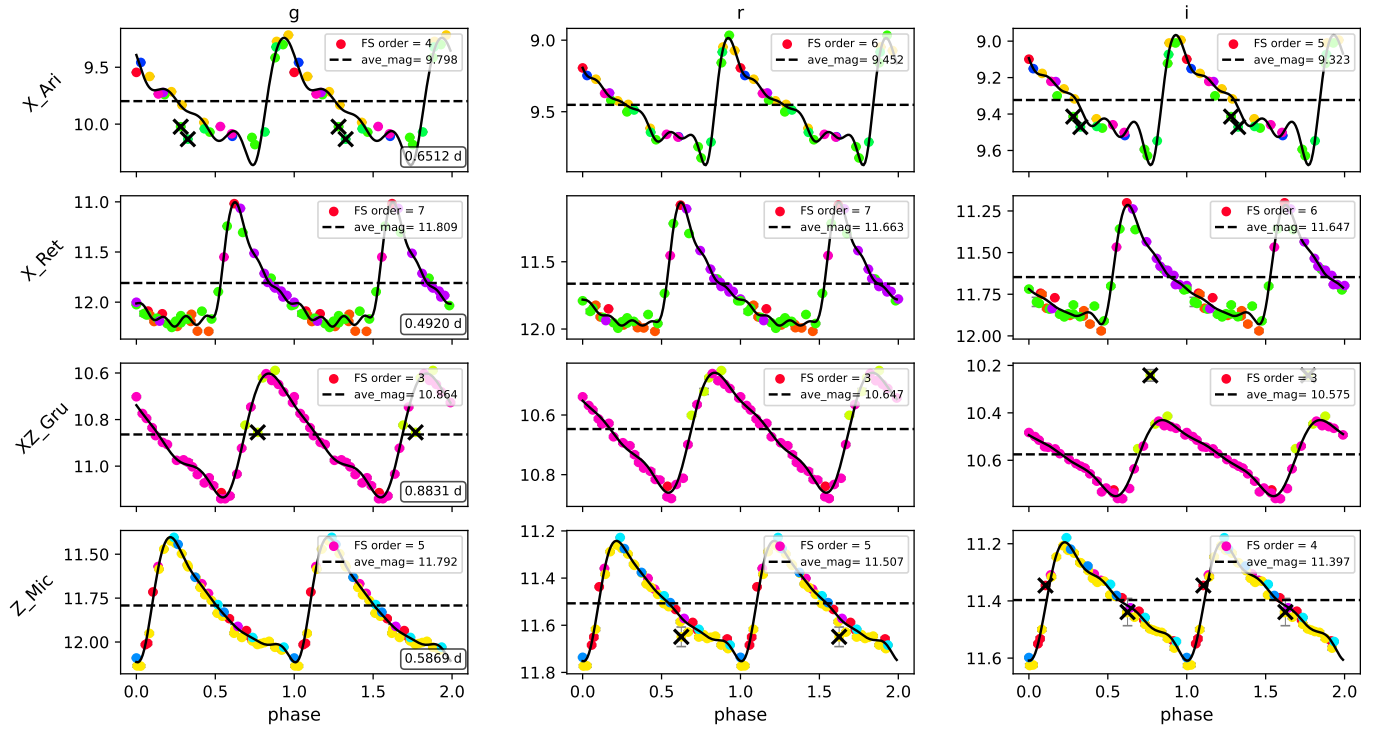 g r i
X_Ari
9.5
10.0
FS order = 4
ave_mag= 9.798
0.6512 d
9.0
9.5
FS order = 6
ave_mag= 9.452
9.0
9.2
9.4
9.6
FS order = 5
ave_mag= 9.323
X_Ret
11.0
11.5
12.0
FS order = 7
ave_mag= 11.809
0.4920 d
11.5
12.0
FS order = 7
ave_mag= 11.663
11.25
11.50
11.75
12.00
FS order = 6
ave_mag= 11.647
XZ_Gru
10.6
10.8
11.0
FS order = 3
ave_mag= 10.864
0.8831 d
10.6
10.8
FS order = 3
ave_mag= 10.647
10.2
10.4
10.6
FS order = 3
ave_mag= 10.575
Z_Mic
11.50
11.75
12.00
FS order = 5
ave_mag= 11.792
0.5869 d
0.0 0.5 1.0 1.5 2.0
phase
11.2
11.4
11.6
11.8
FS order = 5
ave_mag= 11.507
0.0 0.5 1.0 1.5 2.0
phase
11.2
11.4
11.6
FS order = 4
ave_mag= 11.397
0.0 0.5 1.0 1.5 2.0
phase